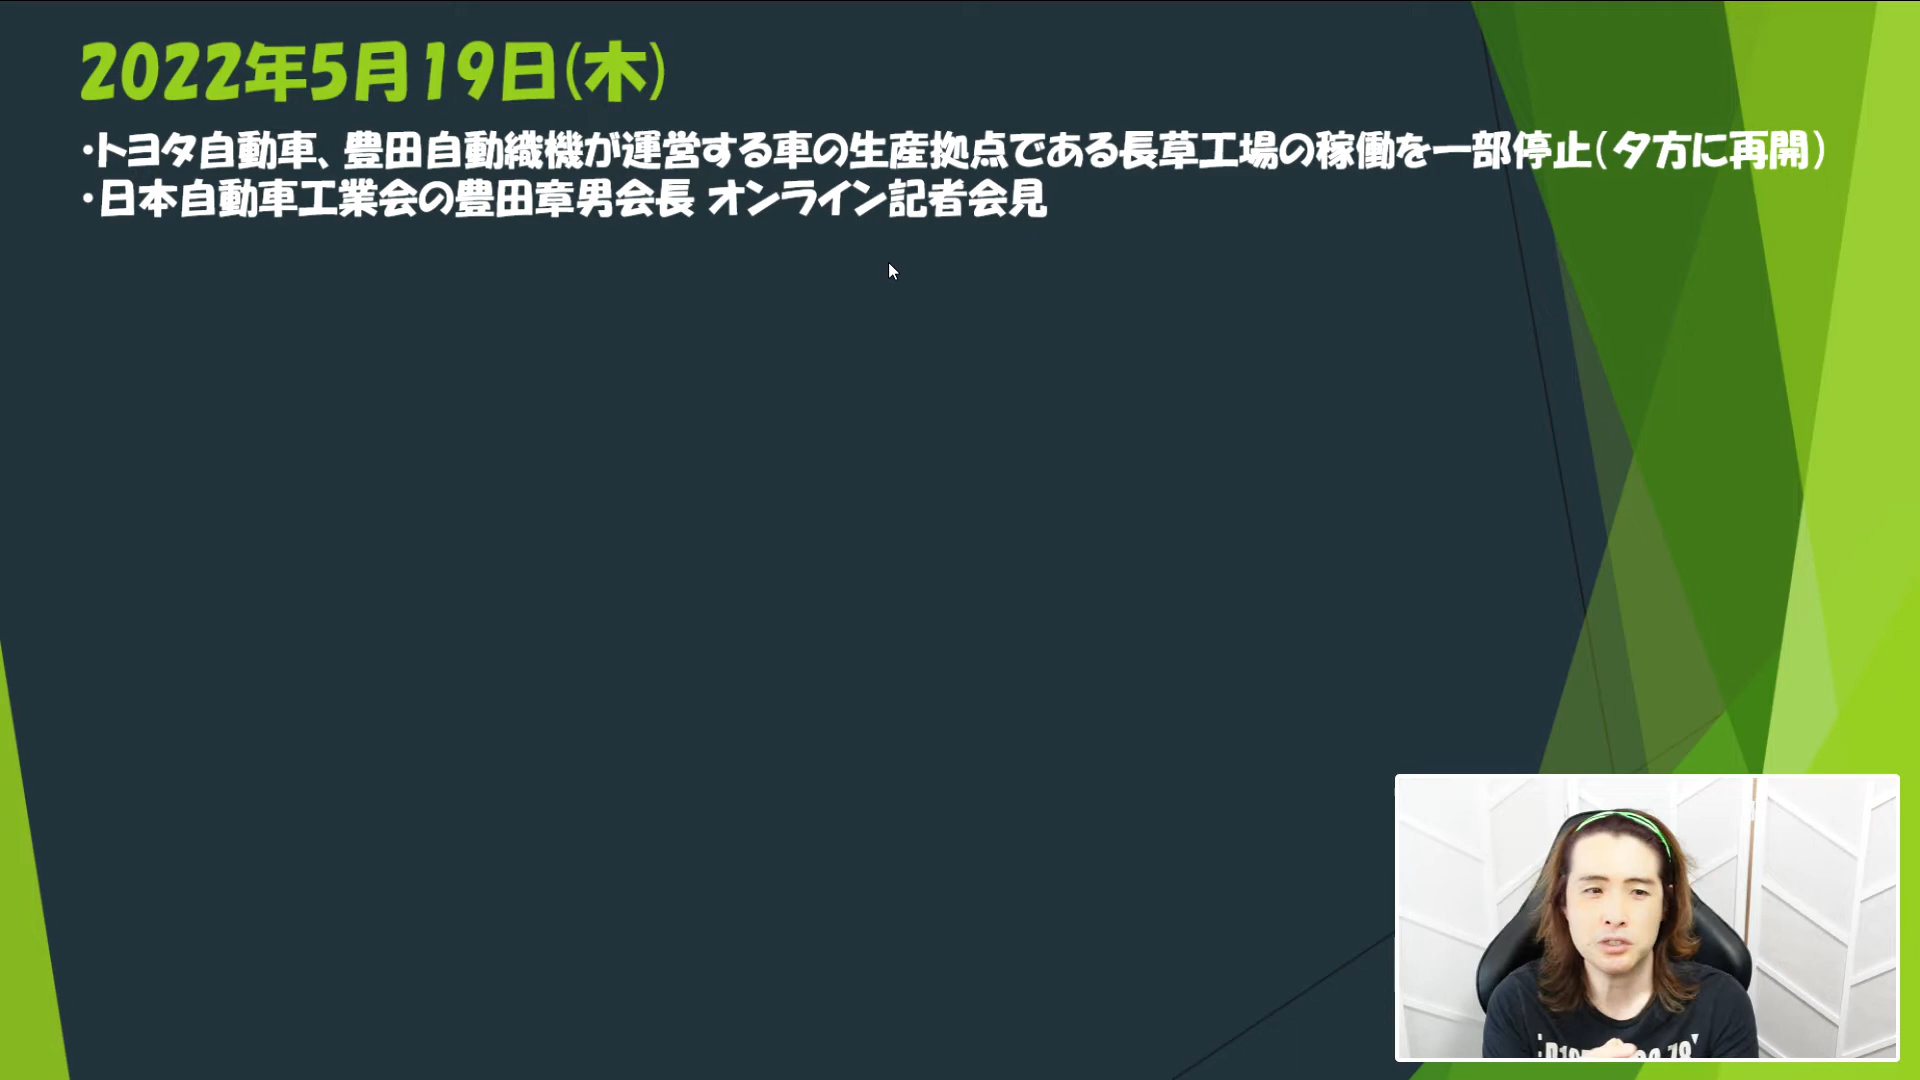 2022年5月19日(木)
・トヨタ自動車、豊田自動織機が運営する車の生産拠点である長草工場の稼働を一部停止(夕方に再開)
・日本自動車工業会の豊田章男会長 オンライン記者会見